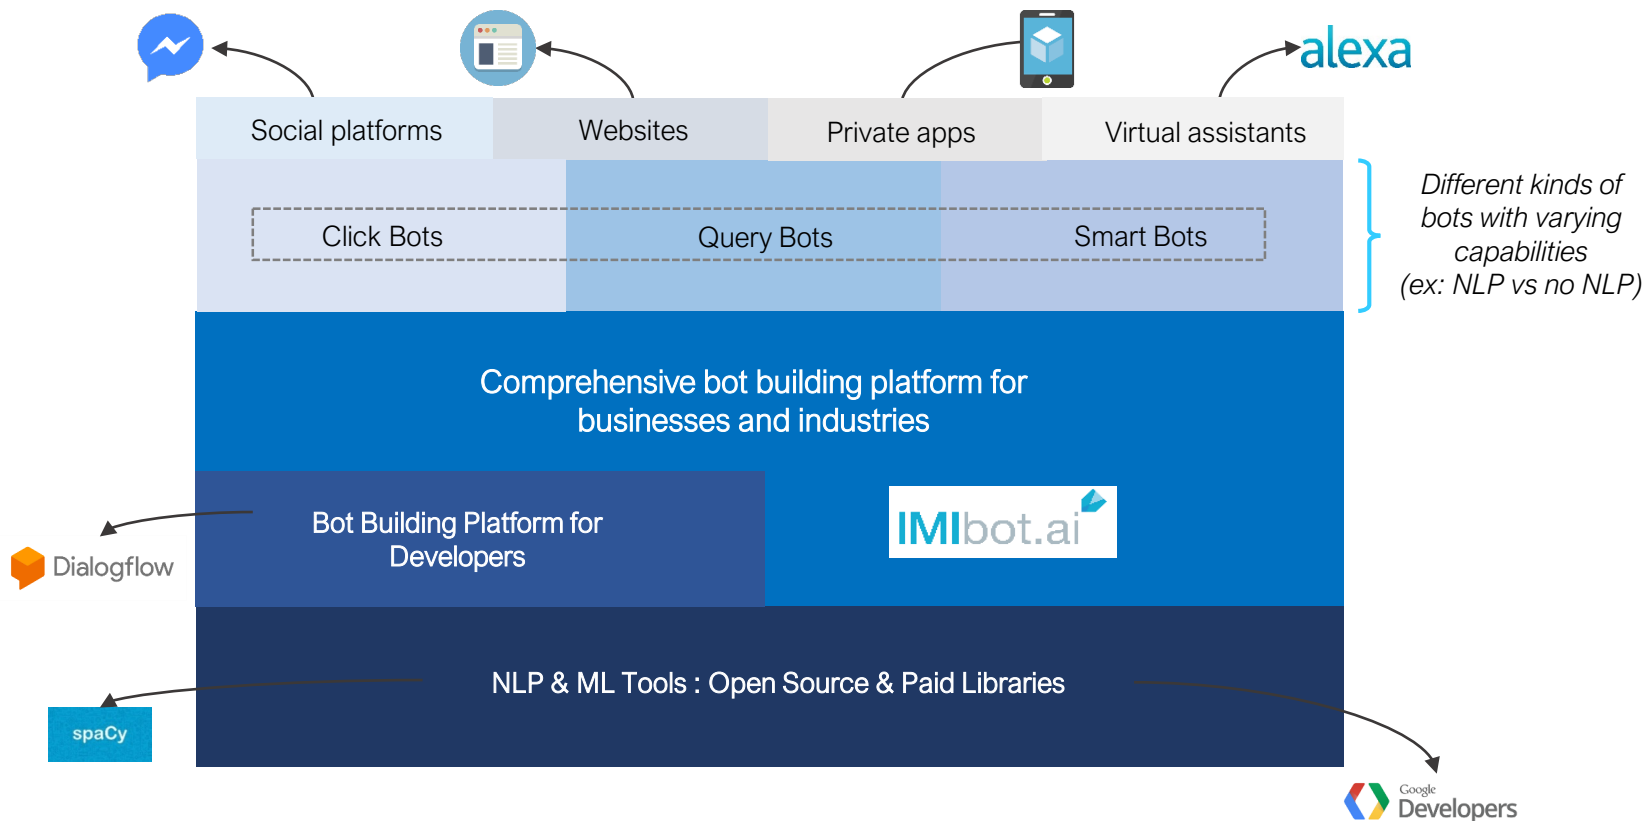 alexa
Social platforms
Websites
Private apps
Virtual assistants
Different kinds of
bots with varying
capabilities
(ex: NLP vs no NLP)
Click Bots
Query Bots
Smart Bots
Comprehensive bot building platform for
businesses and industries
Bot Building Platform for
Developers
IMIbot.ai
Dialogflow
NLP & ML Tools : Open Source & Paid Libraries
spaCy
Google
Developers